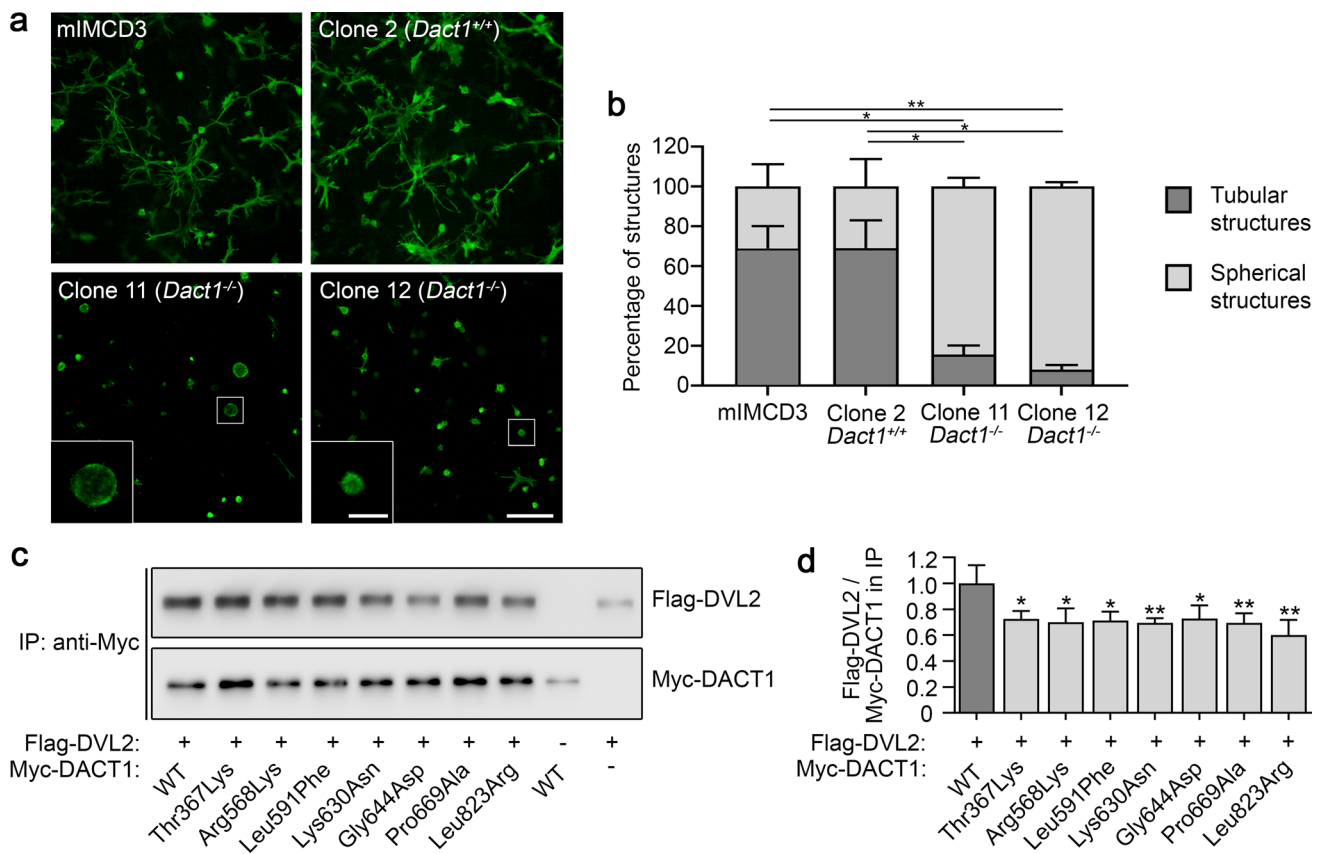 a
mIMCD3
Clone 2 (Dact1+/+)
Clone 11 (Dact1-/-)
Clone 12 (Dact1-/-)
b
**
*
*
*
Percentage of structures
120
100
80
60
40
20
0
mIMCD3
Clone 2
Dact1+/+
Clone 11
Dact1-/-
Clone 12
Dact1-/-
Tubular
structures
Spherical
structures
c
IP: anti-Myc
Flag-DVL2
Myc-DACT1
Flag-DVL2: + + + + + + + + - +
Myc-DACT1: WT Thr367Lys Arg568Lys Leu591Phe Lys630Asn Gly644Asp Pro669Ala Leu823Arg WT -
d
Flag-DVL2 /
Myc-DACT1 in IP
1.2
1.0
0.8
0.6
0.4
0.2
0
* * * ** * ** **
Flag-DVL2: + + + + + + + +
Myc-DACT1: WT Thr367Lys Arg568Lys Leu591Phe Lys630Asn Gly644Asp Pro669Ala Leu823Arg